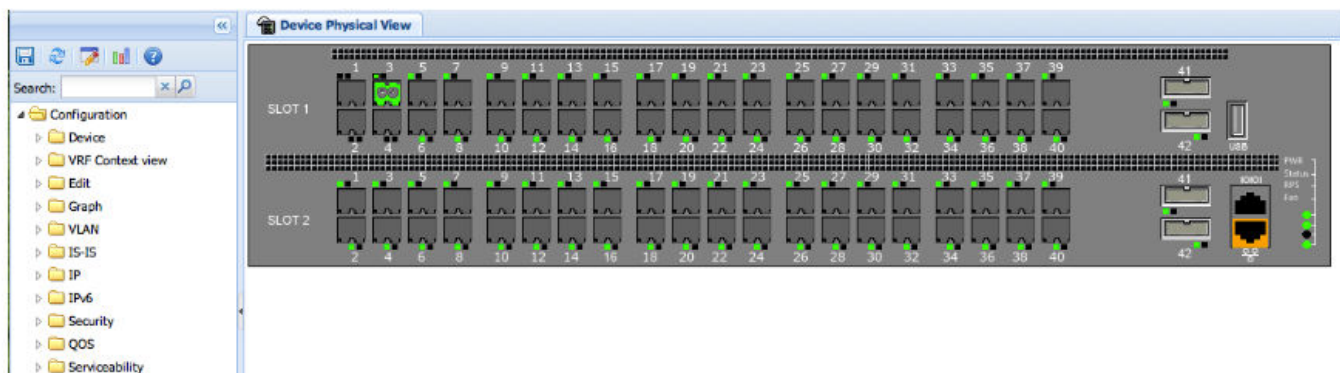 Device Physical View
Search:
Configuration
Device
VRF Context view
Edit
Graph
VLAN
IS-IS
IP
IPv6
Security
QOS
Serviceability
1 3 5 7 9 11 13 15 17 19 21 23 25 27 29 31 33 35 37 39 41
SLOT 1
2 4 6 8 10 12 14 16 18 20 22 24 26 28 30 32 34 36 38 40 42 USB
PWR
Status
RPS
Fan
1 3 5 7 9 11 13 15 17 19 21 23 25 27 29 31 33 35 37 39 41 IOIOI
SLOT 2
2 4 6 8 10 12 14 16 18 20 22 24 26 28 30 32 34 36 38 40 42